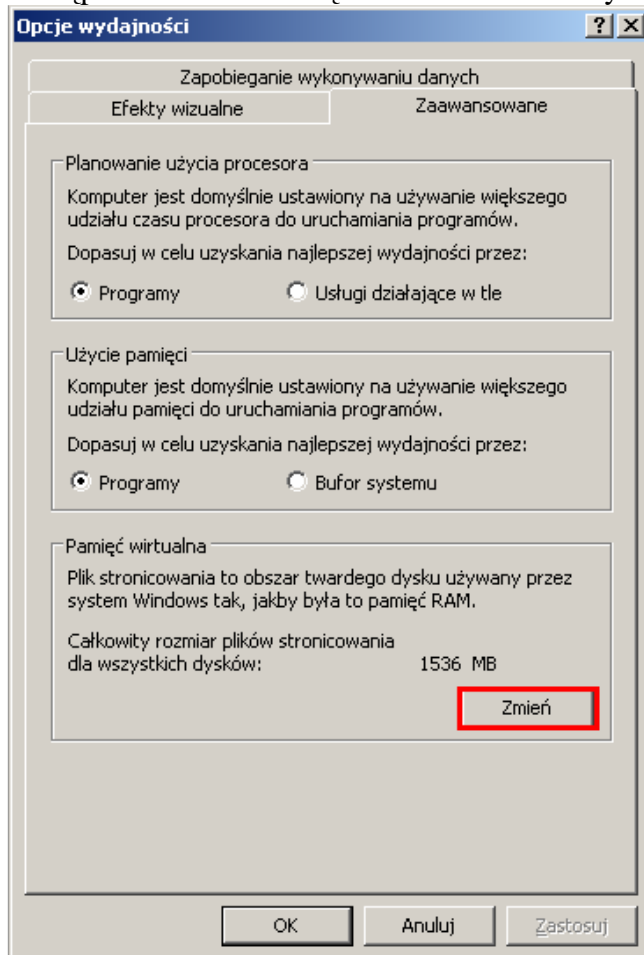 Opcje wydajności
Zapobieganie wykonywaniu danych
Efekty wizualne
Zaawansowane
Planowanie użycia procesora
Komputer jest domyślnie ustawiony na używanie większego
udziału czasu procesora do uruchamiania programów.
Dopasuj w celu uzyskania najlepszej wydajności przez:
Programy
Usługi działające w tle
Użycie pamięci
Komputer jest domyślnie ustawiony na używanie większego
udziału pamięci do uruchamiania programów.
Dopasuj w celu uzyskania najlepszej wydajności przez:
Programy
Bufor systemu
Pamięć wirtualna
Plik stronicowania to obszar twardego dysku używany przez
system Windows tak, jakby była to pamięć RAM.
Całkowity rozmiar plików stronicowania
dla wszystkich dysków: 1536 MB
Zmień
OK
Anuluj
Zastosuj